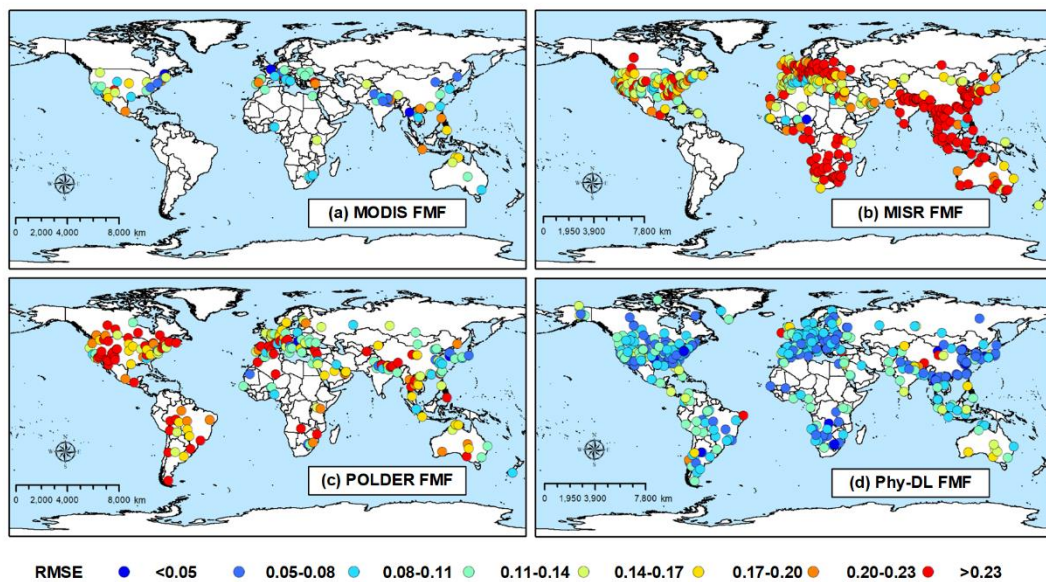 (a) MODIS FMF
0 2,000 4,000 8,000 km
(b) MISR FMF
0 1,950 3,900 7,800 km
(c) POLDER FMF
0 2,000 4,000 8,000 km
(d) Phy-DL FMF
0 1,950 3,900 7,800 km
RMSE <0.05 0.05-0.08 0.08-0.11 0.11-0.14 0.14-0.17 0.17-0.20 0.20-0.23 >0.23